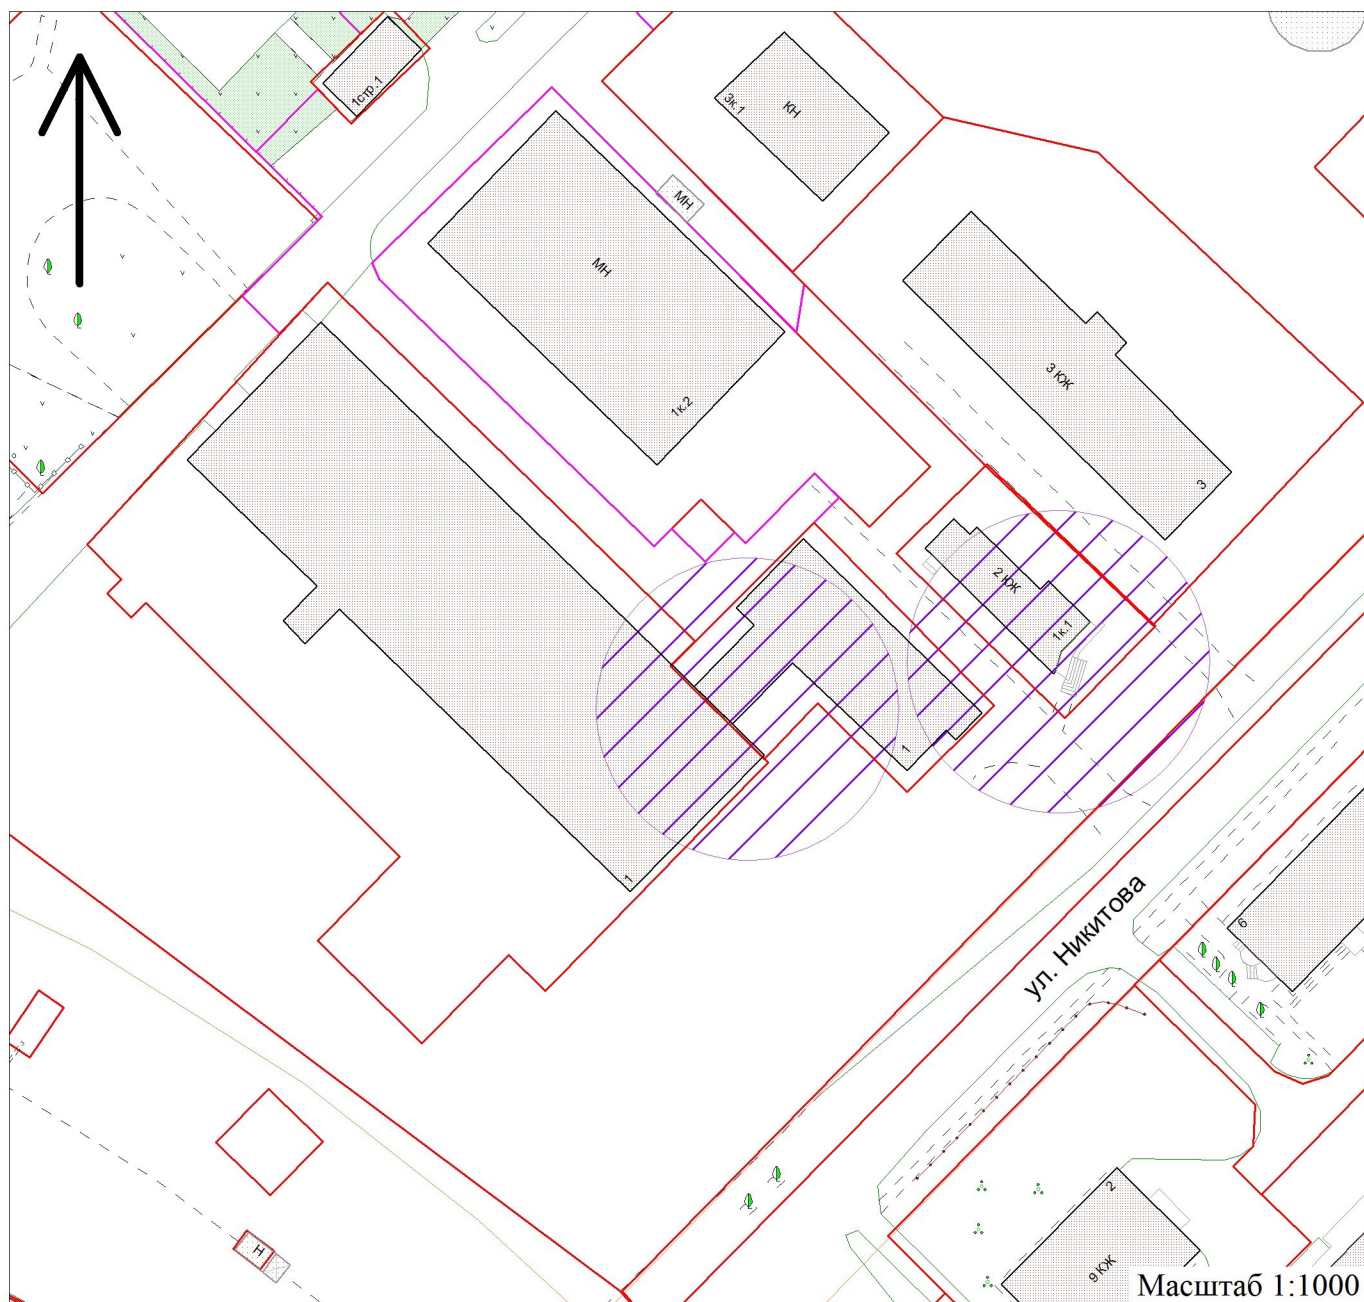 1стр.1
3к.1
КН
МН
МН
1к.2
3 КЖ
3
2 КЖ
1к.1
1
1
ул. Никитова
6
2
9 КЖ
Н
Масштаб 1:1000